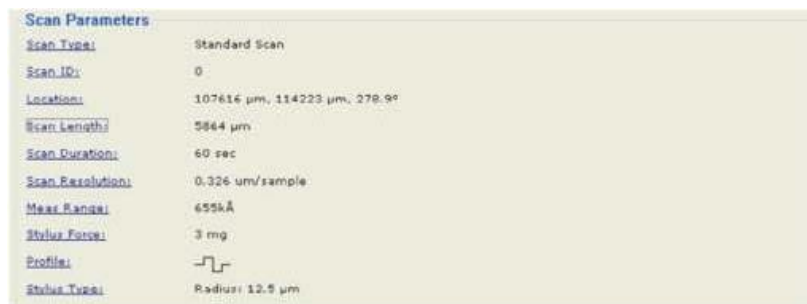 Scan Parameters
Scan Type: Standard Scan
Scan ID: 0
Location: 107616 µm, 114223 µm, 278.9º
Scan Length: 5864 µm
Scan Duration: 60 sec
Scan Resolution: 0.326 um/sample
Meas Range: 655kÅ
Stylus Force: 3 mg
Profile:
Stylus Type: Radius: 12.5 µm